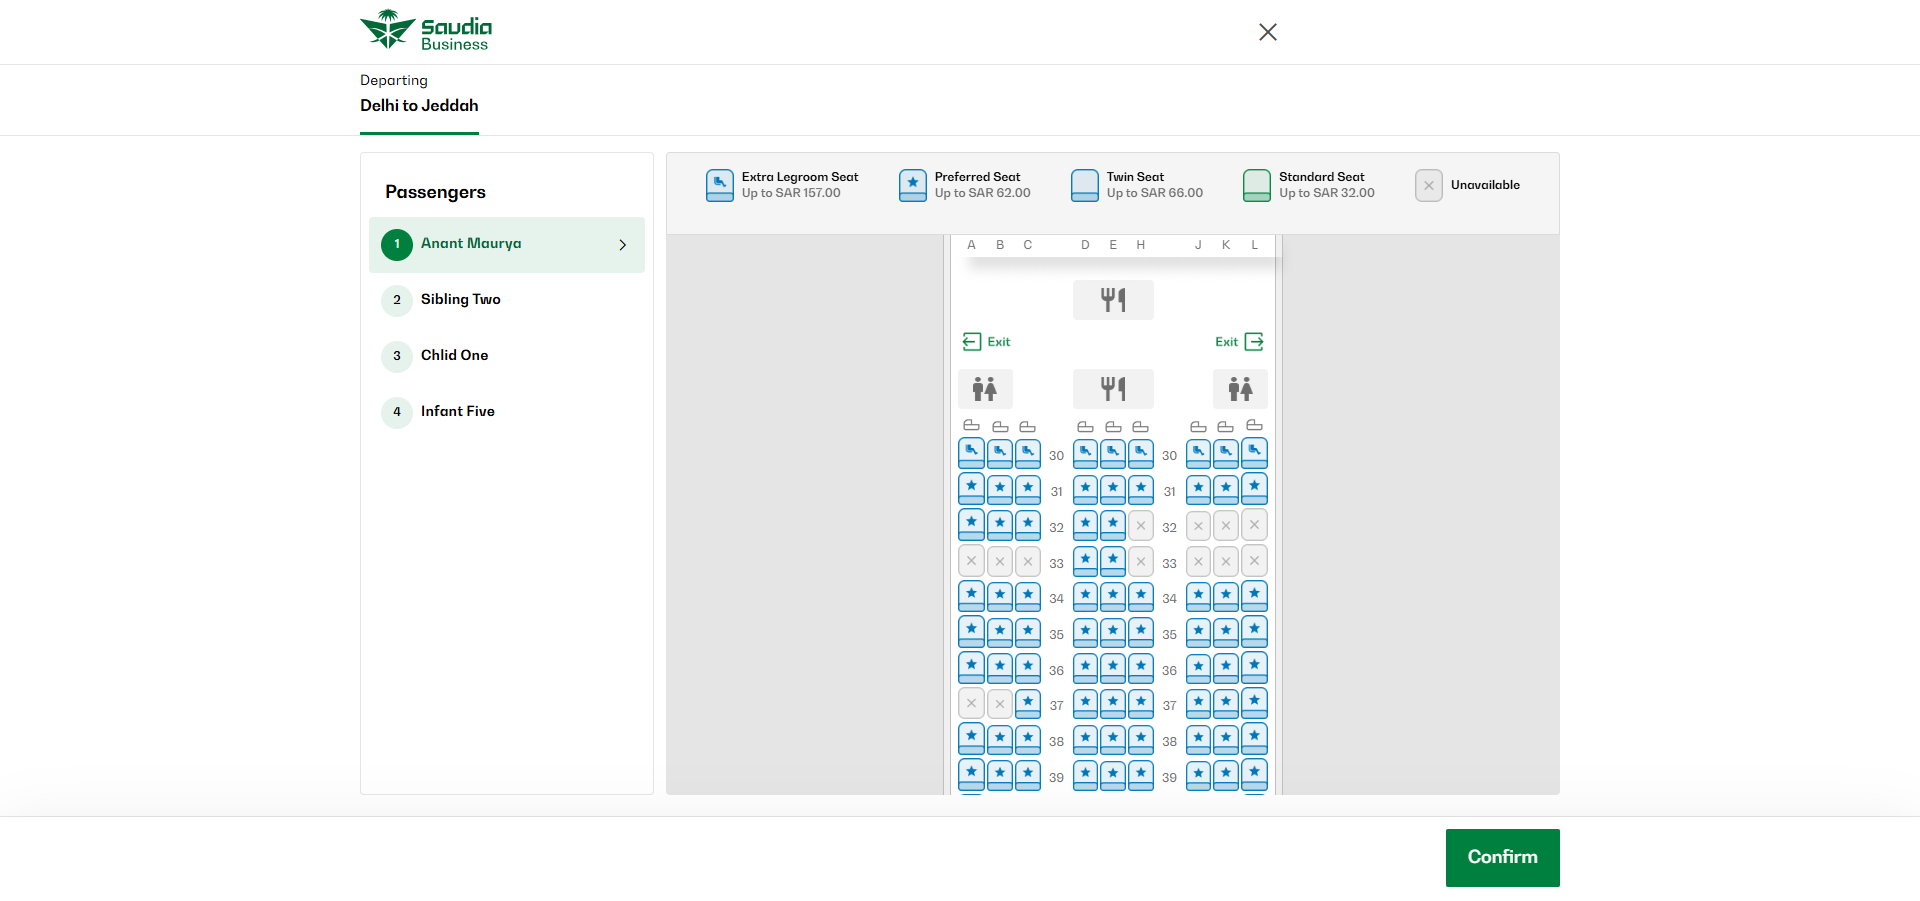 Saudia
Business
Departing
Delhi to Jeddah
Passengers
1 Anant Maurya
2 Sibling Two
3 Chlid One
4 Infant Five
Extra Legroom Seat
Up to SAR 157.00
Preferred Seat
Up to SAR 62.00
Twin Seat
Up to SAR 66.00
Standard Seat
Up to SAR 32.00
Unavailable
A B C D E H J K L
Exit Exit
30 30
31 31
32 32
33 33
34 34
35 35
36 36
37 37
38 38
39 39
Confirm